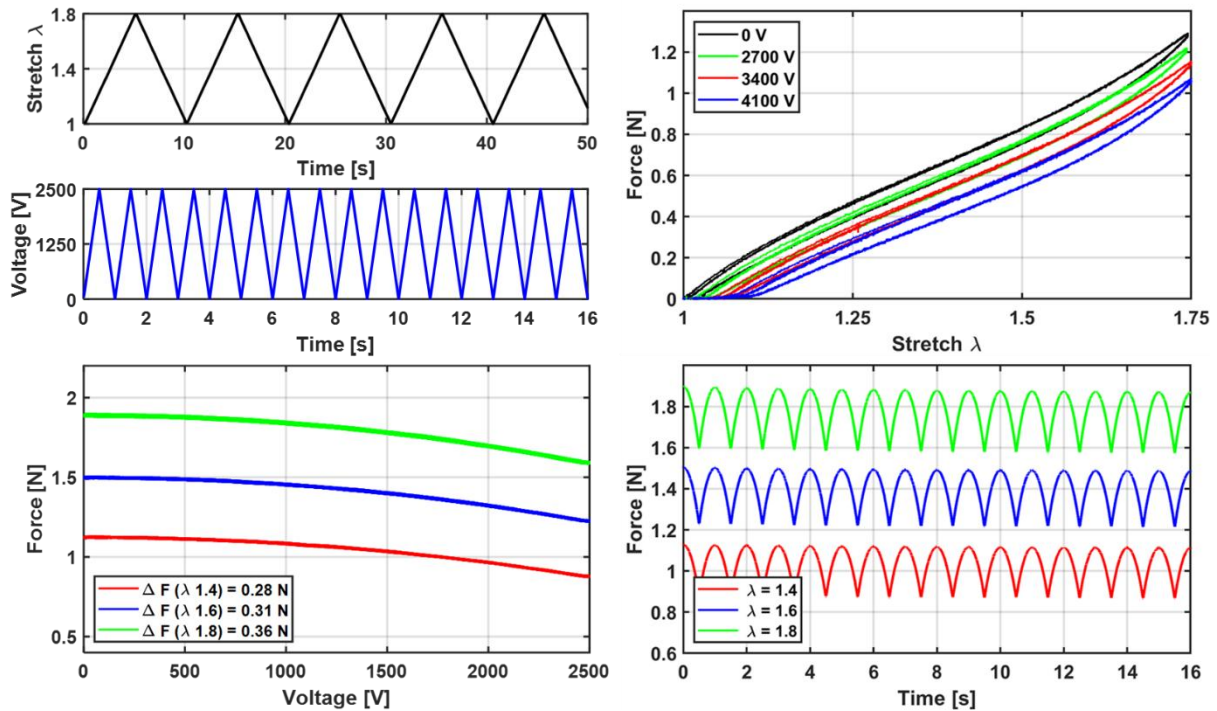 Stretch λ
1.8
1.4
1
0 10 20 30 40 50
Time [s]
Voltage [V]
2500
1250
0
0 2 4 6 8 10 12 14 16
Time [s]
Force [N]
1.2
1
0.8
0.6
0.4
0.2
0
0 V
2700 V
3400 V
4100 V
1 1.25 1.5 1.75
Stretch λ
Force [N]
2
1.5
1
0.5
Δ F (λ 1.4) = 0.28 N
Δ F (λ 1.6) = 0.31 N
Δ F (λ 1.8) = 0.36 N
0 500 1000 1500 2000 2500
Voltage [V]
Force [N]
1.8
1.6
1.4
1.2
1
0.8
0.6
λ = 1.4
λ = 1.6
λ = 1.8
0 2 4 6 8 10 12 14 16
Time [s]